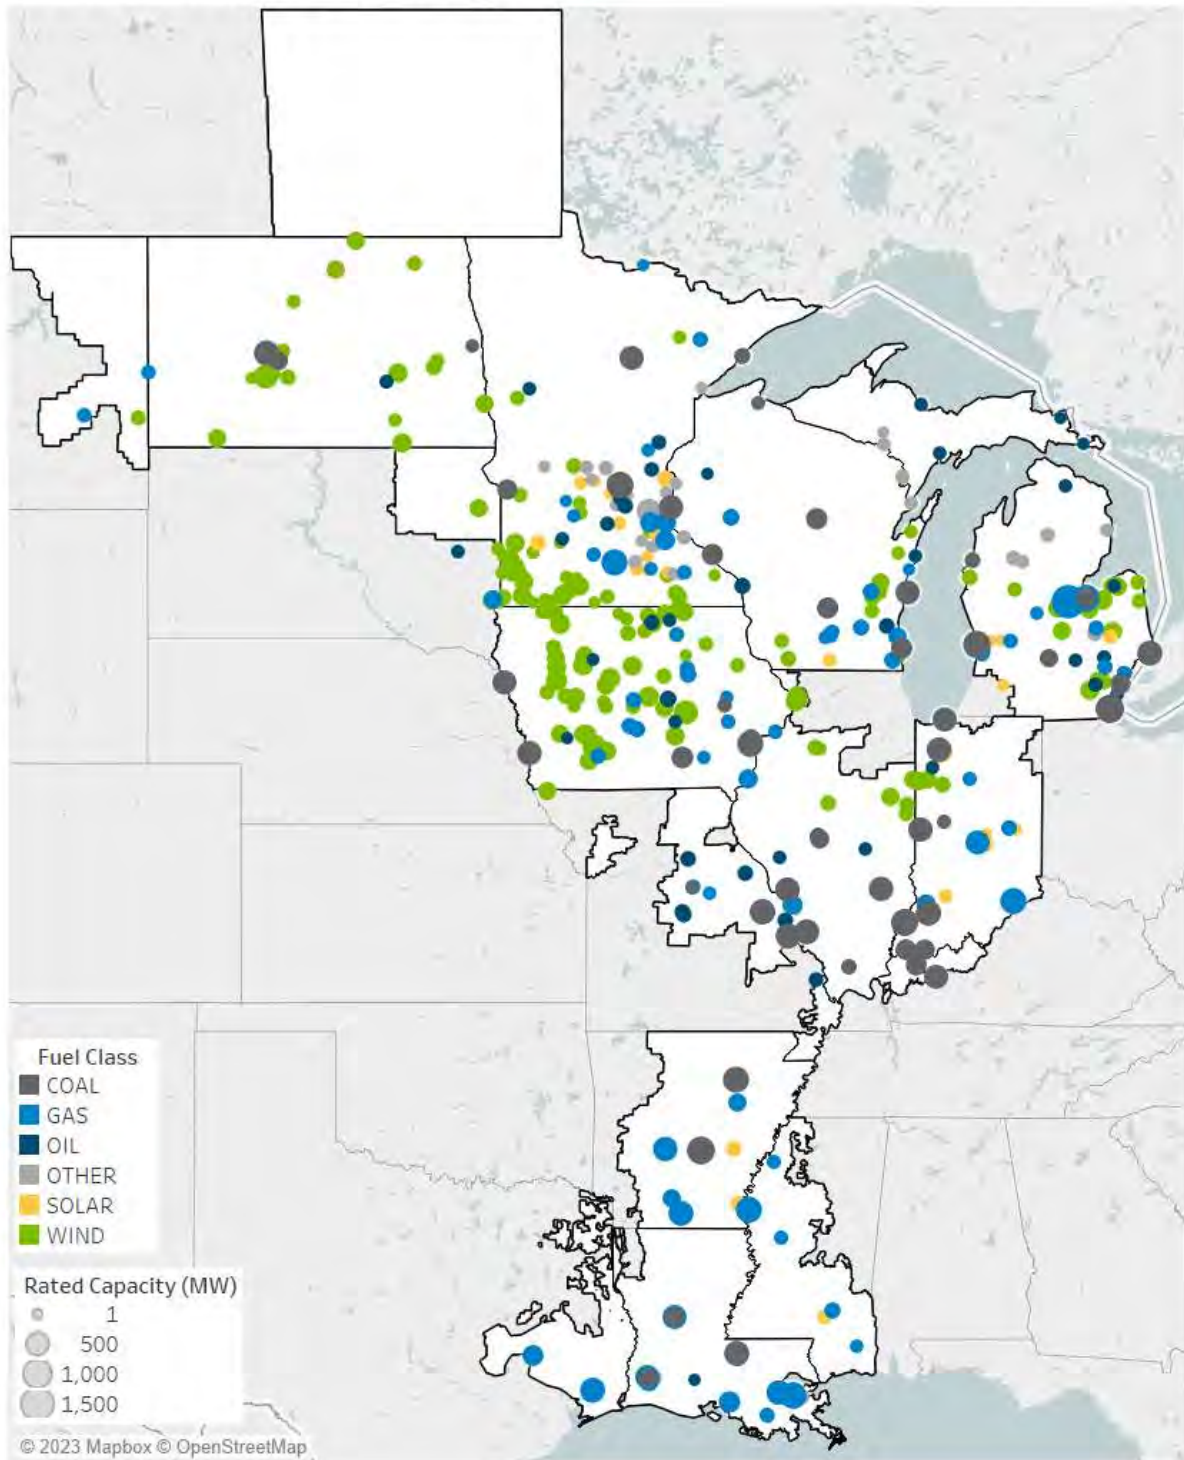 Fuel Class
COAL
GAS
OIL
OTHER
SOLAR
WIND
Rated Capacity (MW)
1
500
1,000
1,500
© 2023 Mapbox © OpenStreetMap